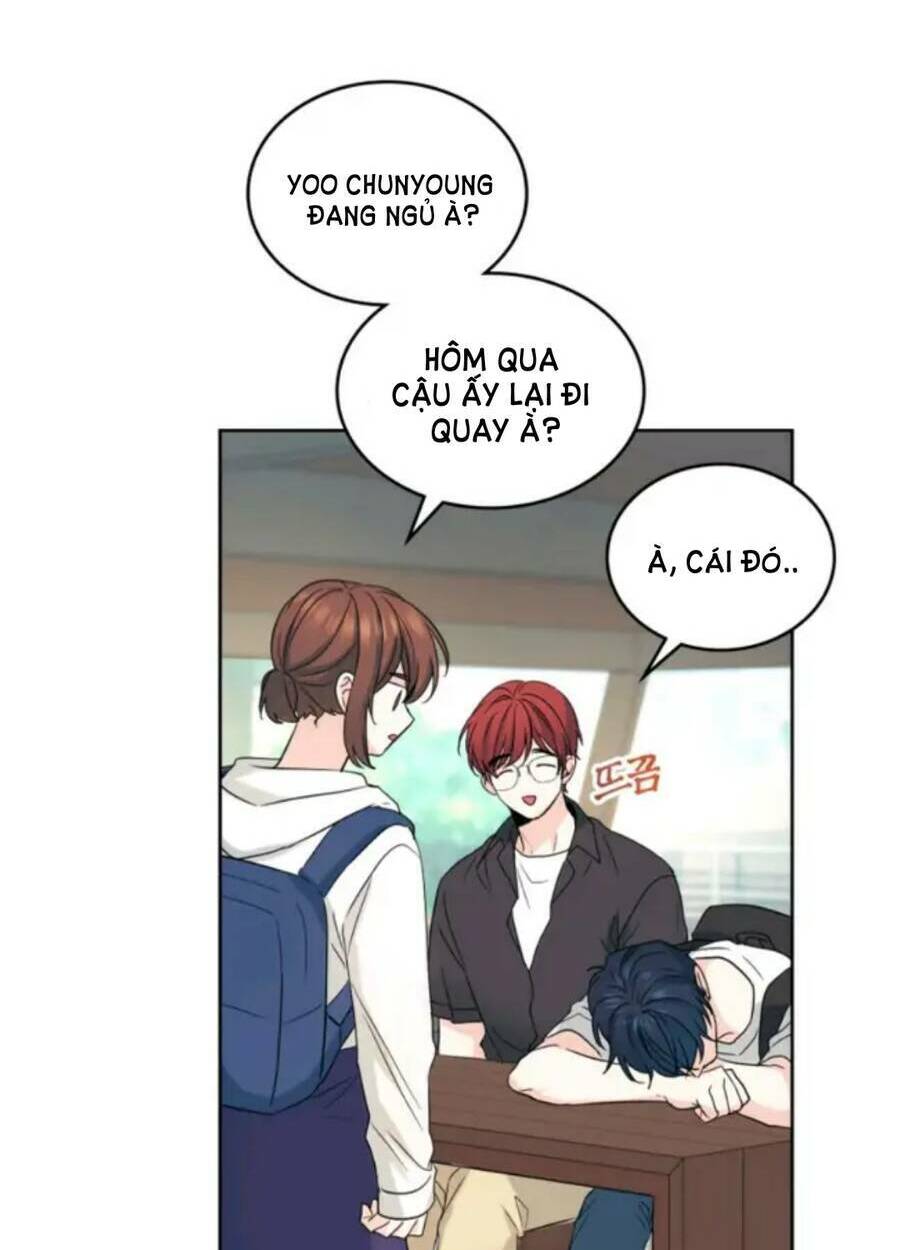 YOO CHUNYOUNG
ĐANG NGỦ À?
HÔM QUA
CẬU ẤY LẠI ĐI
QUAY À?
À, CÁI ĐÓ..
뜨끔